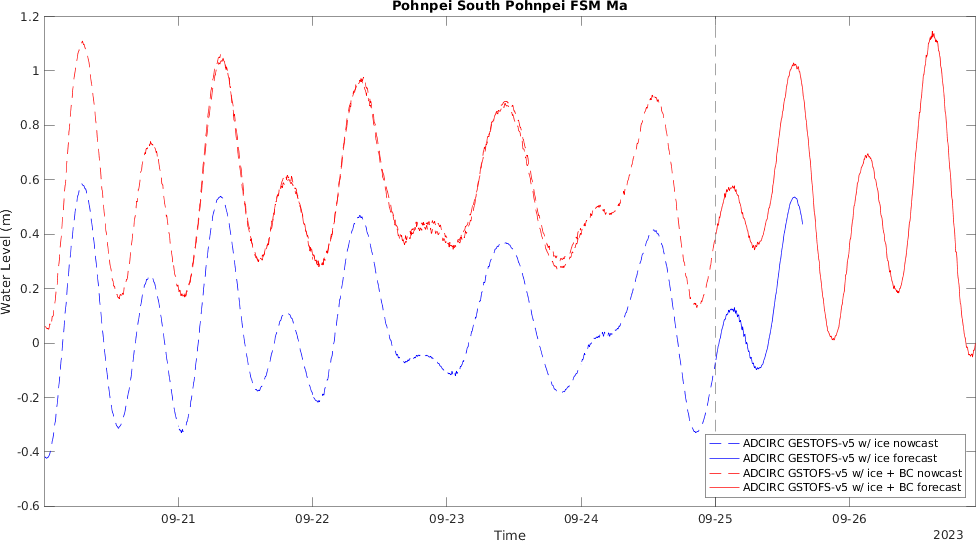 Pohnpei South Pohnpei FSM Ma
Water Level (m)
1.2
1
0.8
0.6
0.4
0.2
0
-0.2
-0.4
-0.6
ADCIRC GESTOFS-v5 w/ ice nowcast
ADCIRC GESTOFS-v5 w/ ice forecast
ADCIRC GSTOFS-v5 w/ ice + BC nowcast
ADCIRC GSTOFS-v5 w/ ice + BC forecast
09-21 09-22 09-23 09-24 09-25 09-26
Time
2023